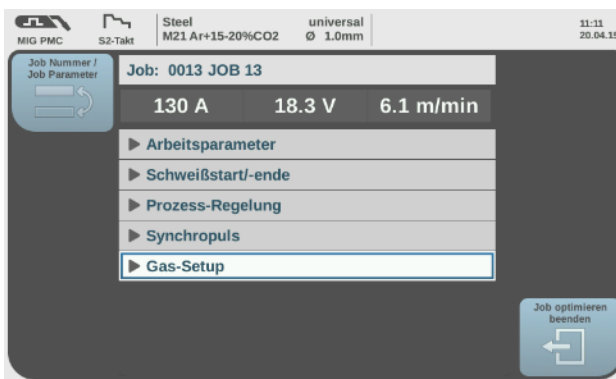 MIG PMC
S2-Takt
Steel universal
M21 Ar+15-20%CO2 Ø 1.0mm
11:11
20.04.15
Job Nummer /
Job Parameter
Job: 0013 JOB 13
130 A 18.3 V 6.1 m/min
Arbeitsparameter
Schweißstart/-ende
Prozess-Regelung
Synchropuls
Gas-Setup
Job optimieren
beenden